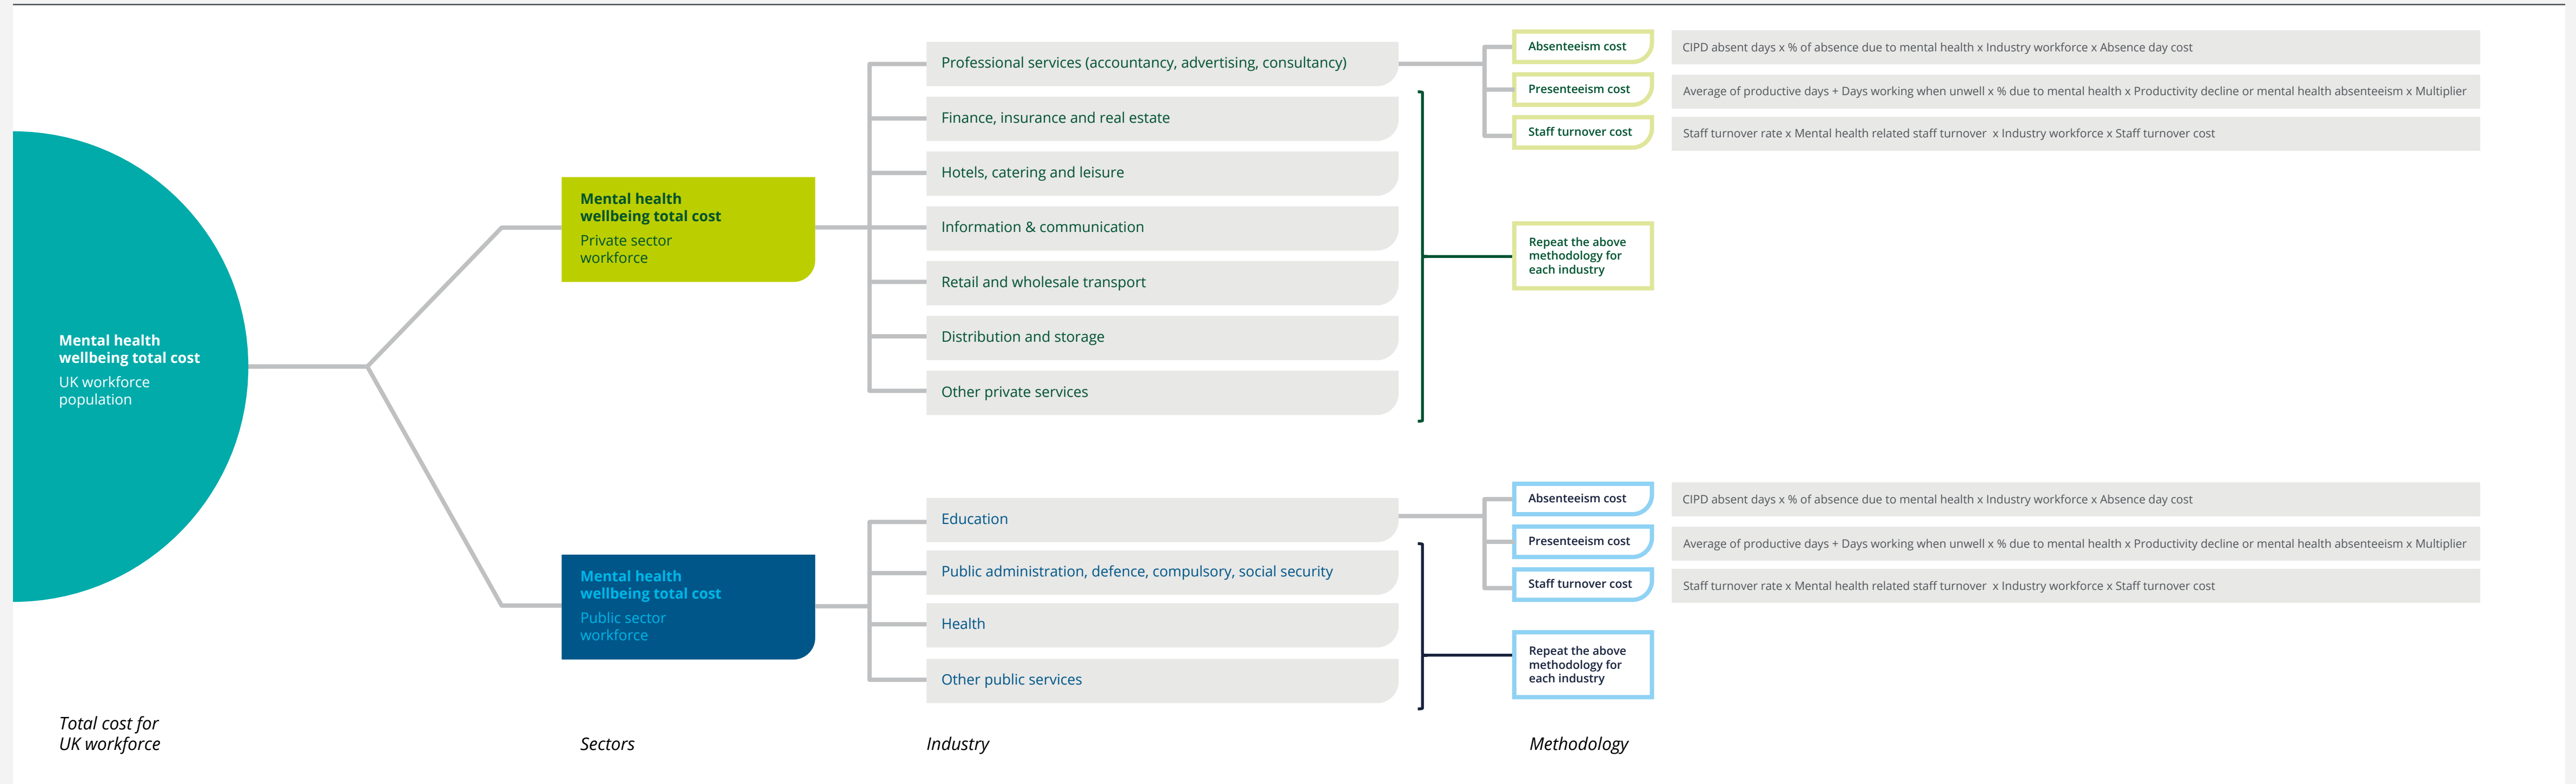 Mental health
wellbeing total cost
UK workforce
population
Total cost for
UK workforce
Mental health
wellbeing total cost
Private sector
workforce
Mental health
wellbeing total cost
Public sector
workforce
Sectors
Professional services (accountancy, advertising, consultancy)
Finance, insurance and real estate
Hotels, catering and leisure
Information & communication
Retail and wholesale transport
Distribution and storage
Other private services
Education
Public administration, defence, compulsory, social security
Health
Other public services
Industry
Absenteeism cost
CIPD absent days x % of absence due to mental health x Industry workforce x Absence day cost
Presenteeism cost
Average of productive days + Days working when unwell x % due to mental health x Productivity decline or mental health absenteeism x Multiplier
Staff turnover cost
Staff turnover rate x Mental health related staff turnover x Industry workforce x Staff turnover cost
Repeat the above
methodology for
each industry
Absenteeism cost
CIPD absent days x % of absence due to mental health x Industry workforce x Absence day cost
Presenteeism cost
Average of productive days + Days working when unwell x % due to mental health x Productivity decline or mental health absenteeism x Multiplier
Staff turnover cost
Staff turnover rate x Mental health related staff turnover x Industry workforce x Staff turnover cost
Repeat the above
methodology for
each industry
Methodology